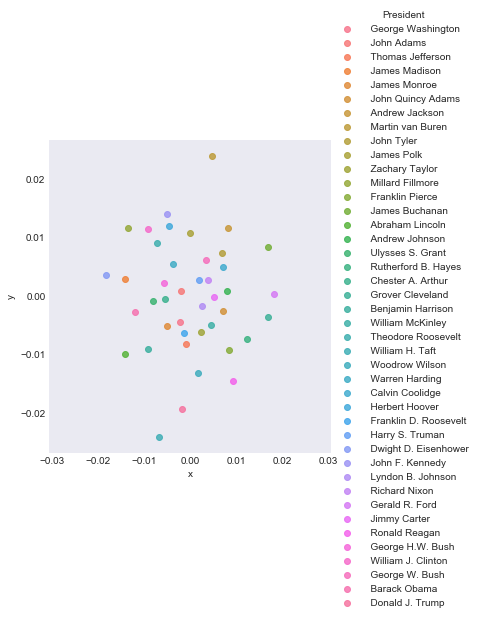 President
George Washington
John Adams
Thomas Jefferson
James Madison
James Monroe
John Quincy Adams
Andrew Jackson
Martin van Buren
John Tyler
James Polk
Zachary Taylor
Millard Fillmore
Franklin Pierce
James Buchanan
Abraham Lincoln
Andrew Johnson
Ulysses S. Grant
Rutherford B. Hayes
Chester A. Arthur
Grover Cleveland
Benjamin Harrison
William McKinley
Theodore Roosevelt
William H. Taft
Woodrow Wilson
Warren Harding
Calvin Coolidge
Herbert Hoover
Franklin D. Roosevelt
Harry S. Truman
Dwight D. Eisenhower
John F. Kennedy
Lyndon B. Johnson
Richard Nixon
Gerald R. Ford
Jimmy Carter
Ronald Reagan
George H.W. Bush
William J. Clinton
George W. Bush
Barack Obama
Donald J. Trump
0.02
0.01
0.00
−0.01
−0.02
y
−0.03 −0.02 −0.01 0.00 0.01 0.02 0.03
x